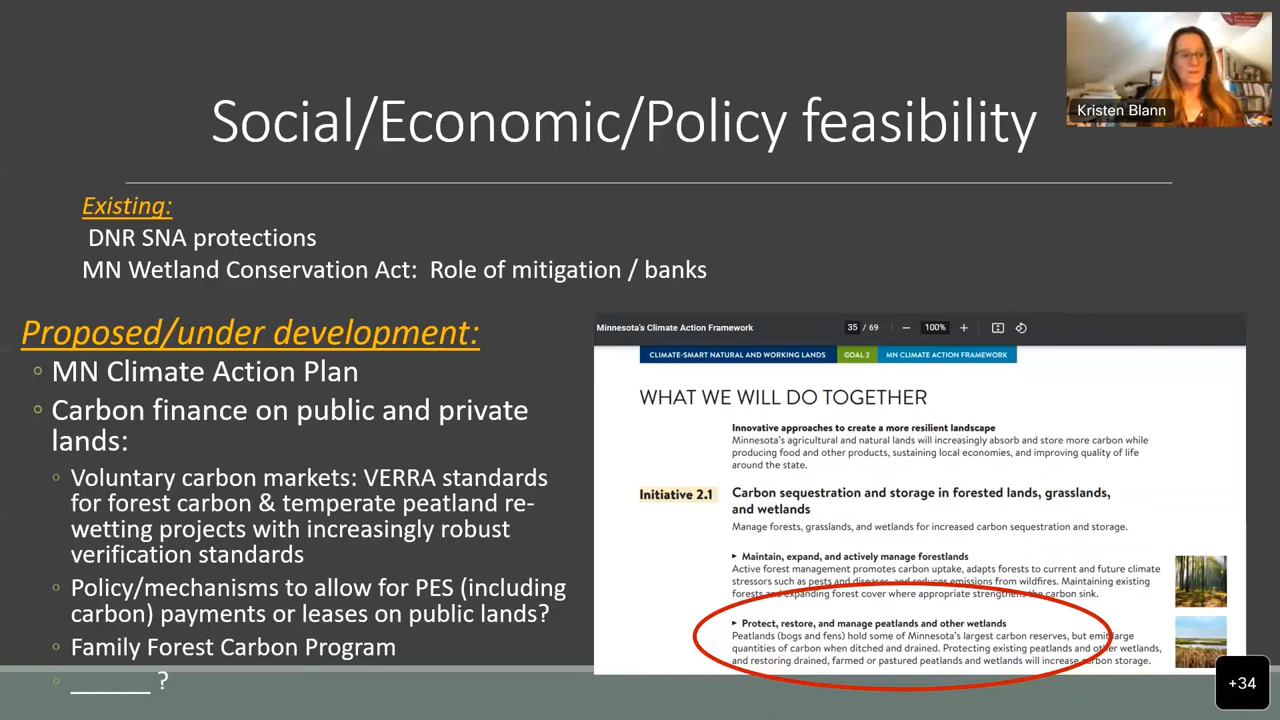 Kristen Blann
Social/Economic/Policy feasibility
Existing:
DNR SNA protections
MN Wetland Conservation Act: Role of mitigation / banks
Proposed/under development:
◦ MN Climate Action Plan
◦ Carbon finance on public and private
lands:
◦ Voluntary carbon markets: VERRA standards
for forest carbon & temperate peatland re-
wetting projects with increasingly robust
verification standards
◦ Policy/mechanisms to allow for PES (including
carbon) payments or leases on public lands?
◦ Family Forest Carbon Program
◦ ______ ?
Minnesota's Climate Action Framework 35 / 69 − 100% +
CLIMATE-SMART NATURAL AND WORKING LANDS GOAL 2 MN CLIMATE ACTION FRAMEWORK
WHAT WE WILL DO TOGETHER
Innovative approaches to create a more resilient landscape
Minnesota's agricultural and natural lands will increasingly absorb and store more carbon while
producing food and other products, sustaining local economies, and improving quality of life
around the state.
Initiative 2.1 Carbon sequestration and storage in forested lands, grasslands,
and wetlands
Manage forests, grasslands, and wetlands for increased carbon sequestration and storage.
▸ Maintain, expand, and actively manage forestlands
Active forest management promotes carbon uptake, adapts forests to current and future climate
stressors such as pests and diseases, and reduces emissions from wildfires. Maintaining existing
forests and expanding forest cover where appropriate strengthens the carbon sink.
▸ Protect, restore, and manage peatlands and other wetlands
Peatlands (bogs and fens) hold some of Minnesota's largest carbon reserves, but emit large
quantities of carbon when ditched and drained. Protecting existing peatlands and other wetlands,
and restoring drained, farmed or pastured peatlands and wetlands will increase carbon storage.
+34